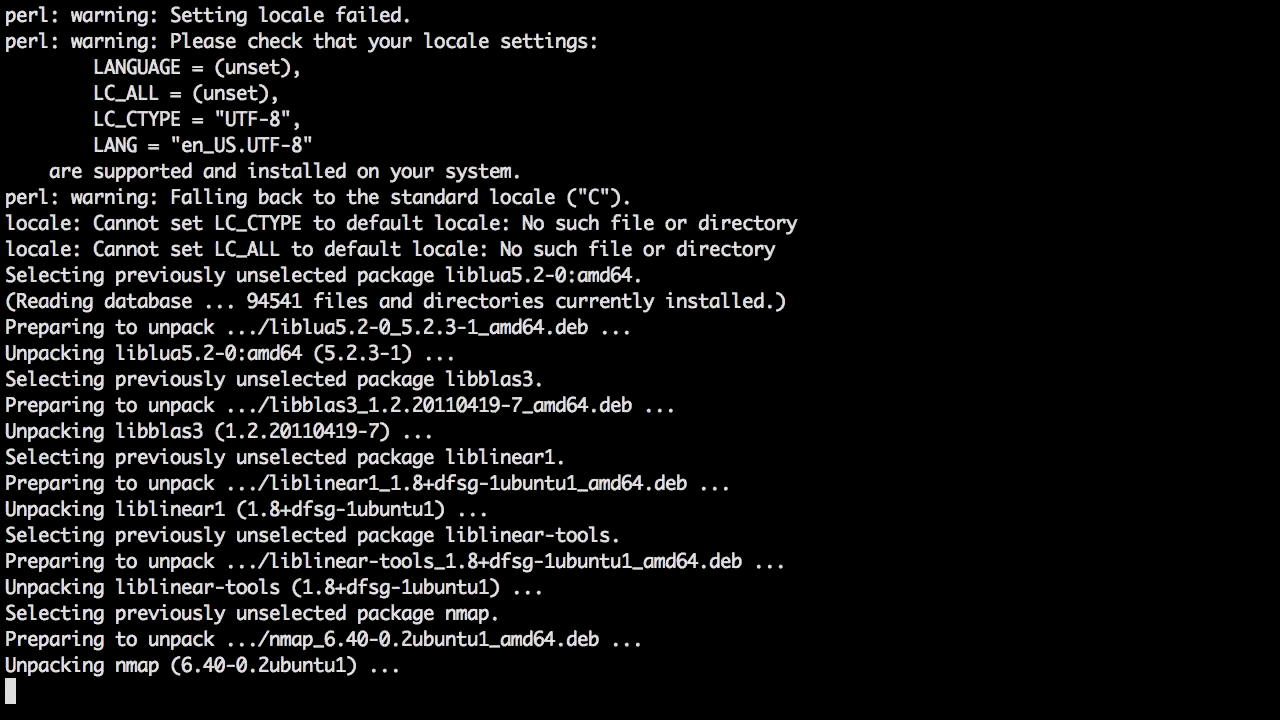 perl: warning: Setting locale failed.
perl: warning: Please check that your locale settings:
        LANGUAGE = (unset),
        LC_ALL = (unset),
        LC_CTYPE = "UTF-8",
        LANG = "en_US.UTF-8"
    are supported and installed on your system.
perl: warning: Falling back to the standard locale ("C").
locale: Cannot set LC_CTYPE to default locale: No such file or directory
locale: Cannot set LC_ALL to default locale: No such file or directory
Selecting previously unselected package liblua5.2-0:amd64.
(Reading database ... 94541 files and directories currently installed.)
Preparing to unpack .../liblua5.2-0_5.2.3-1_amd64.deb ...
Unpacking liblua5.2-0:amd64 (5.2.3-1) ...
Selecting previously unselected package libblas3.
Preparing to unpack .../libblas3_1.2.20110419-7_amd64.deb ...
Unpacking libblas3 (1.2.20110419-7) ...
Selecting previously unselected package liblinear1.
Preparing to unpack .../liblinear1_1.8+dfsg-1ubuntu1_amd64.deb ...
Unpacking liblinear1 (1.8+dfsg-1ubuntu1) ...
Selecting previously unselected package liblinear-tools.
Preparing to unpack .../liblinear-tools_1.8+dfsg-1ubuntu1_amd64.deb ...
Unpacking liblinear-tools (1.8+dfsg-1ubuntu1) ...
Selecting previously unselected package nmap.
Preparing to unpack .../nmap_6.40-0.2ubuntu1_amd64.deb ...
Unpacking nmap (6.40-0.2ubuntu1) ...